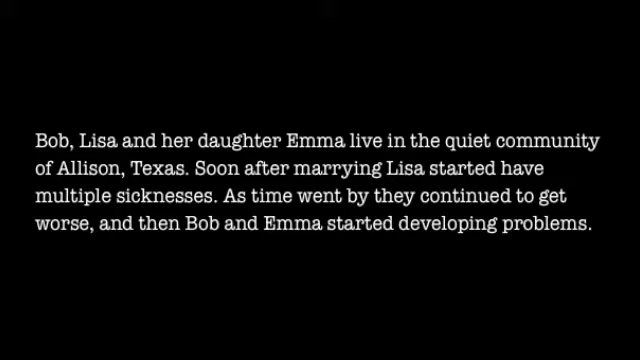 Bob, Lisa and her daughter Emma live in the quiet community
of Allison, Texas. Soon after marrying Lisa started have
multiple sicknesses. As time went by they continued to get
worse, and then Bob and Emma started developing problems.